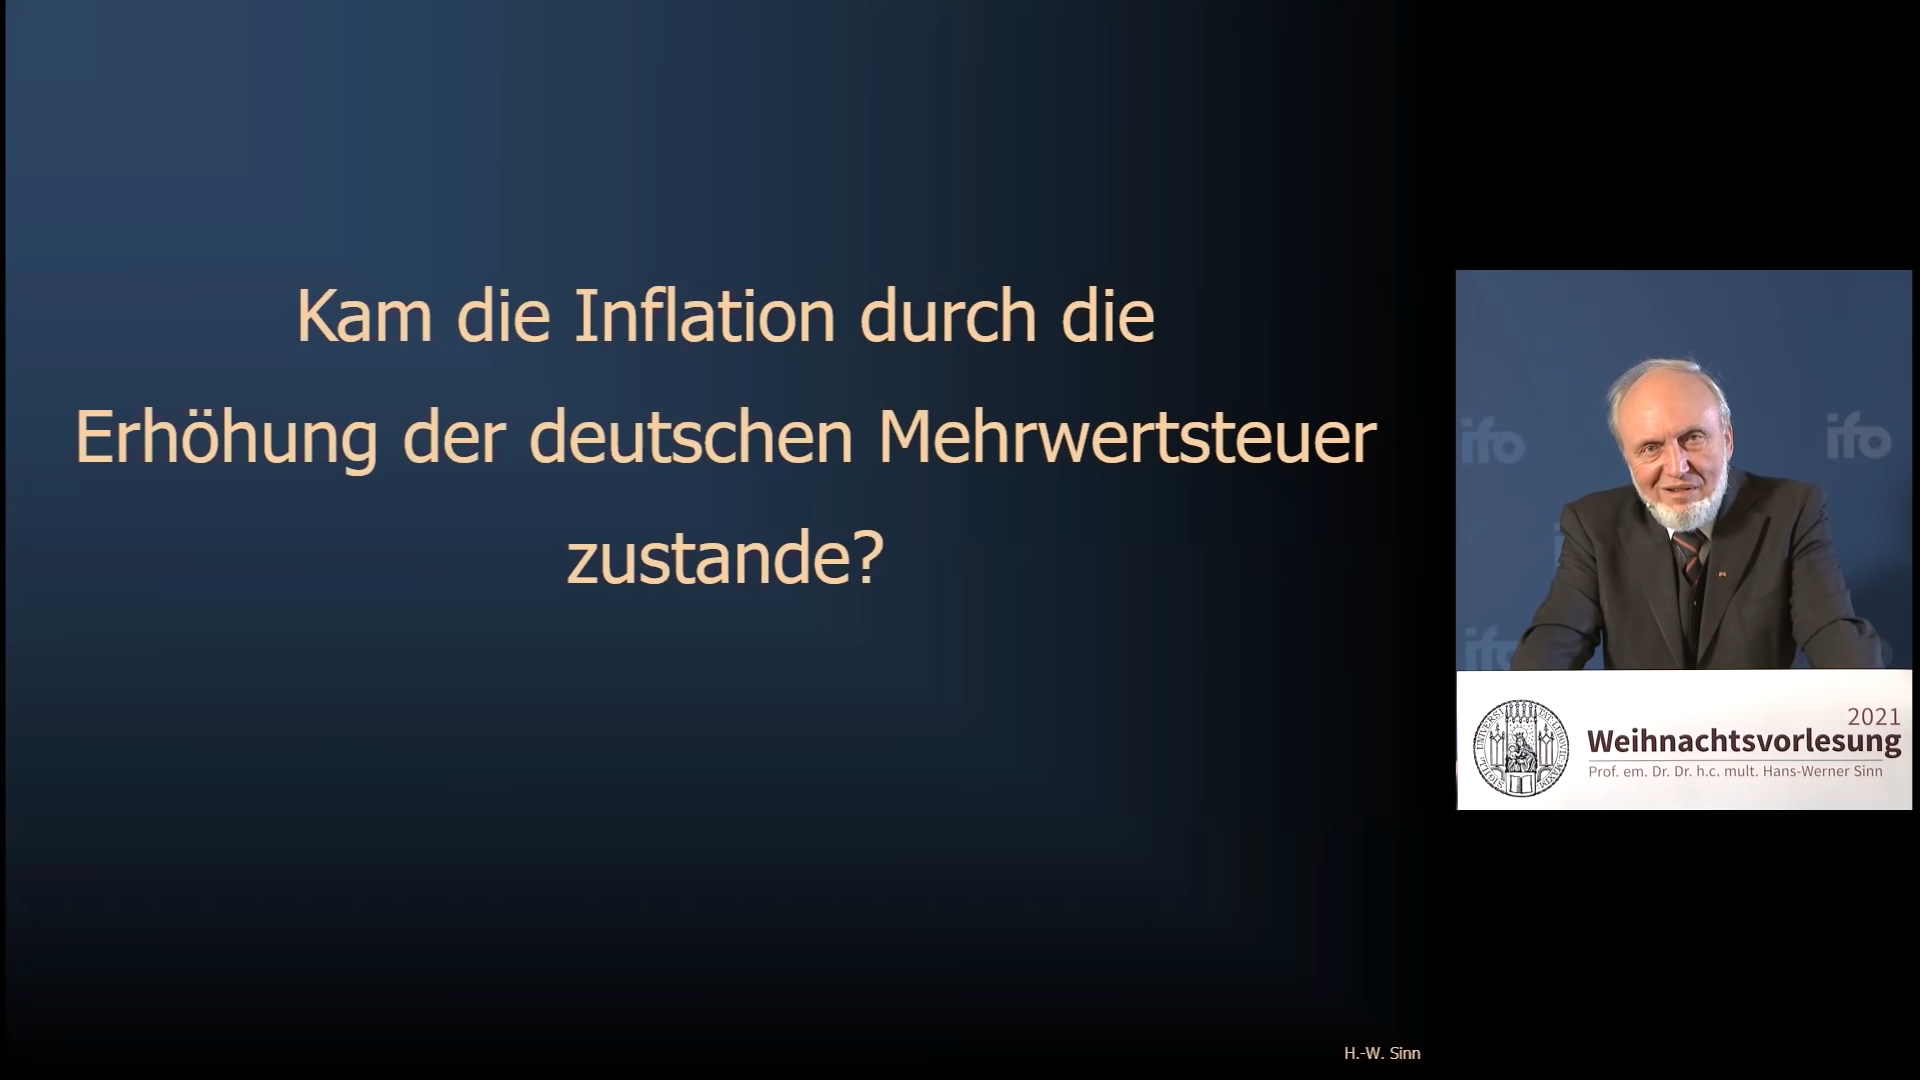 Kam die Inflation durch die
Erhöhung der deutschen Mehrwertsteuer
zustande?
H.-W. Sinn
ifo
ifo
2021
Weihnachtsvorlesung
Prof. em. Dr. Dr. h.c. mult. Hans-Werner Sinn